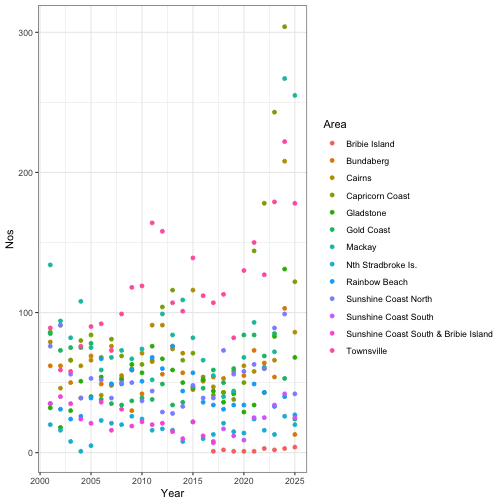 300
200
100
0
Nos
2000 2005 2010 2015 2020 2025
Year
Area
Bribie Island
Bundaberg
Cairns
Capricorn Coast
Gladstone
Gold Coast
Mackay
Nth Stradbroke Is.
Rainbow Beach
Sunshine Coast North
Sunshine Coast South
Sunshine Coast South & Bribie Island
Townsville